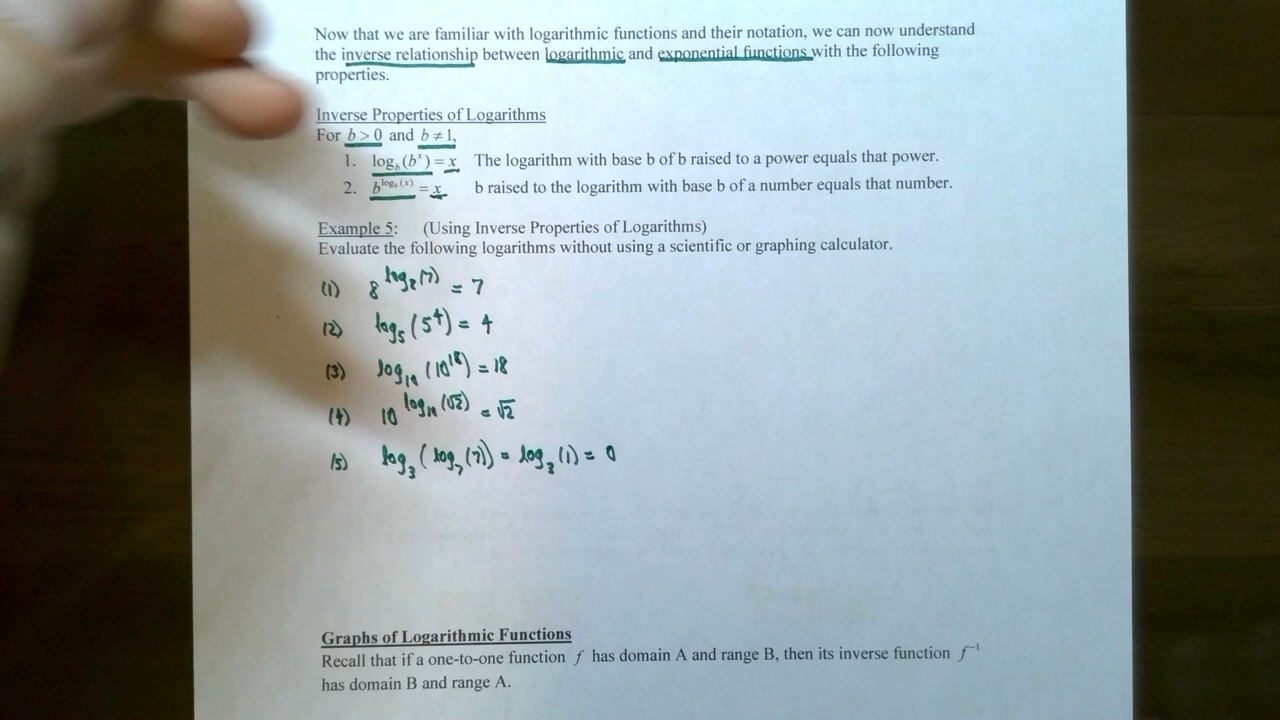 Now that we are familiar with logarithmic functions and their notation, we can now understand
the inverse relationship between logarithmic and exponential functions with the following
properties.
Inverse Properties of Logarithms
For b > 0 and b ≠ 1,
1. log_b(b^x) = x The logarithm with base b of b raised to a power equals that power.
2. b^(log_b(x)) = x b raised to the logarithm with base b of a number equals that number.
Example 5: (Using Inverse Properties of Logarithms)
Evaluate the following logarithms without using a scientific or graphing calculator.
(1) 8^(log_8(7)) = 7
(2) log_5(5^4) = 4
(3) log_10(10^18) = 18
(4) 10^(log_10(√2)) = √2
(5) log_3(log_7(7)) = log_3(1) = 0
Graphs of Logarithmic Functions
Recall that if a one-to-one function f has domain A and range B, then its inverse function f^-1
has domain B and range A.